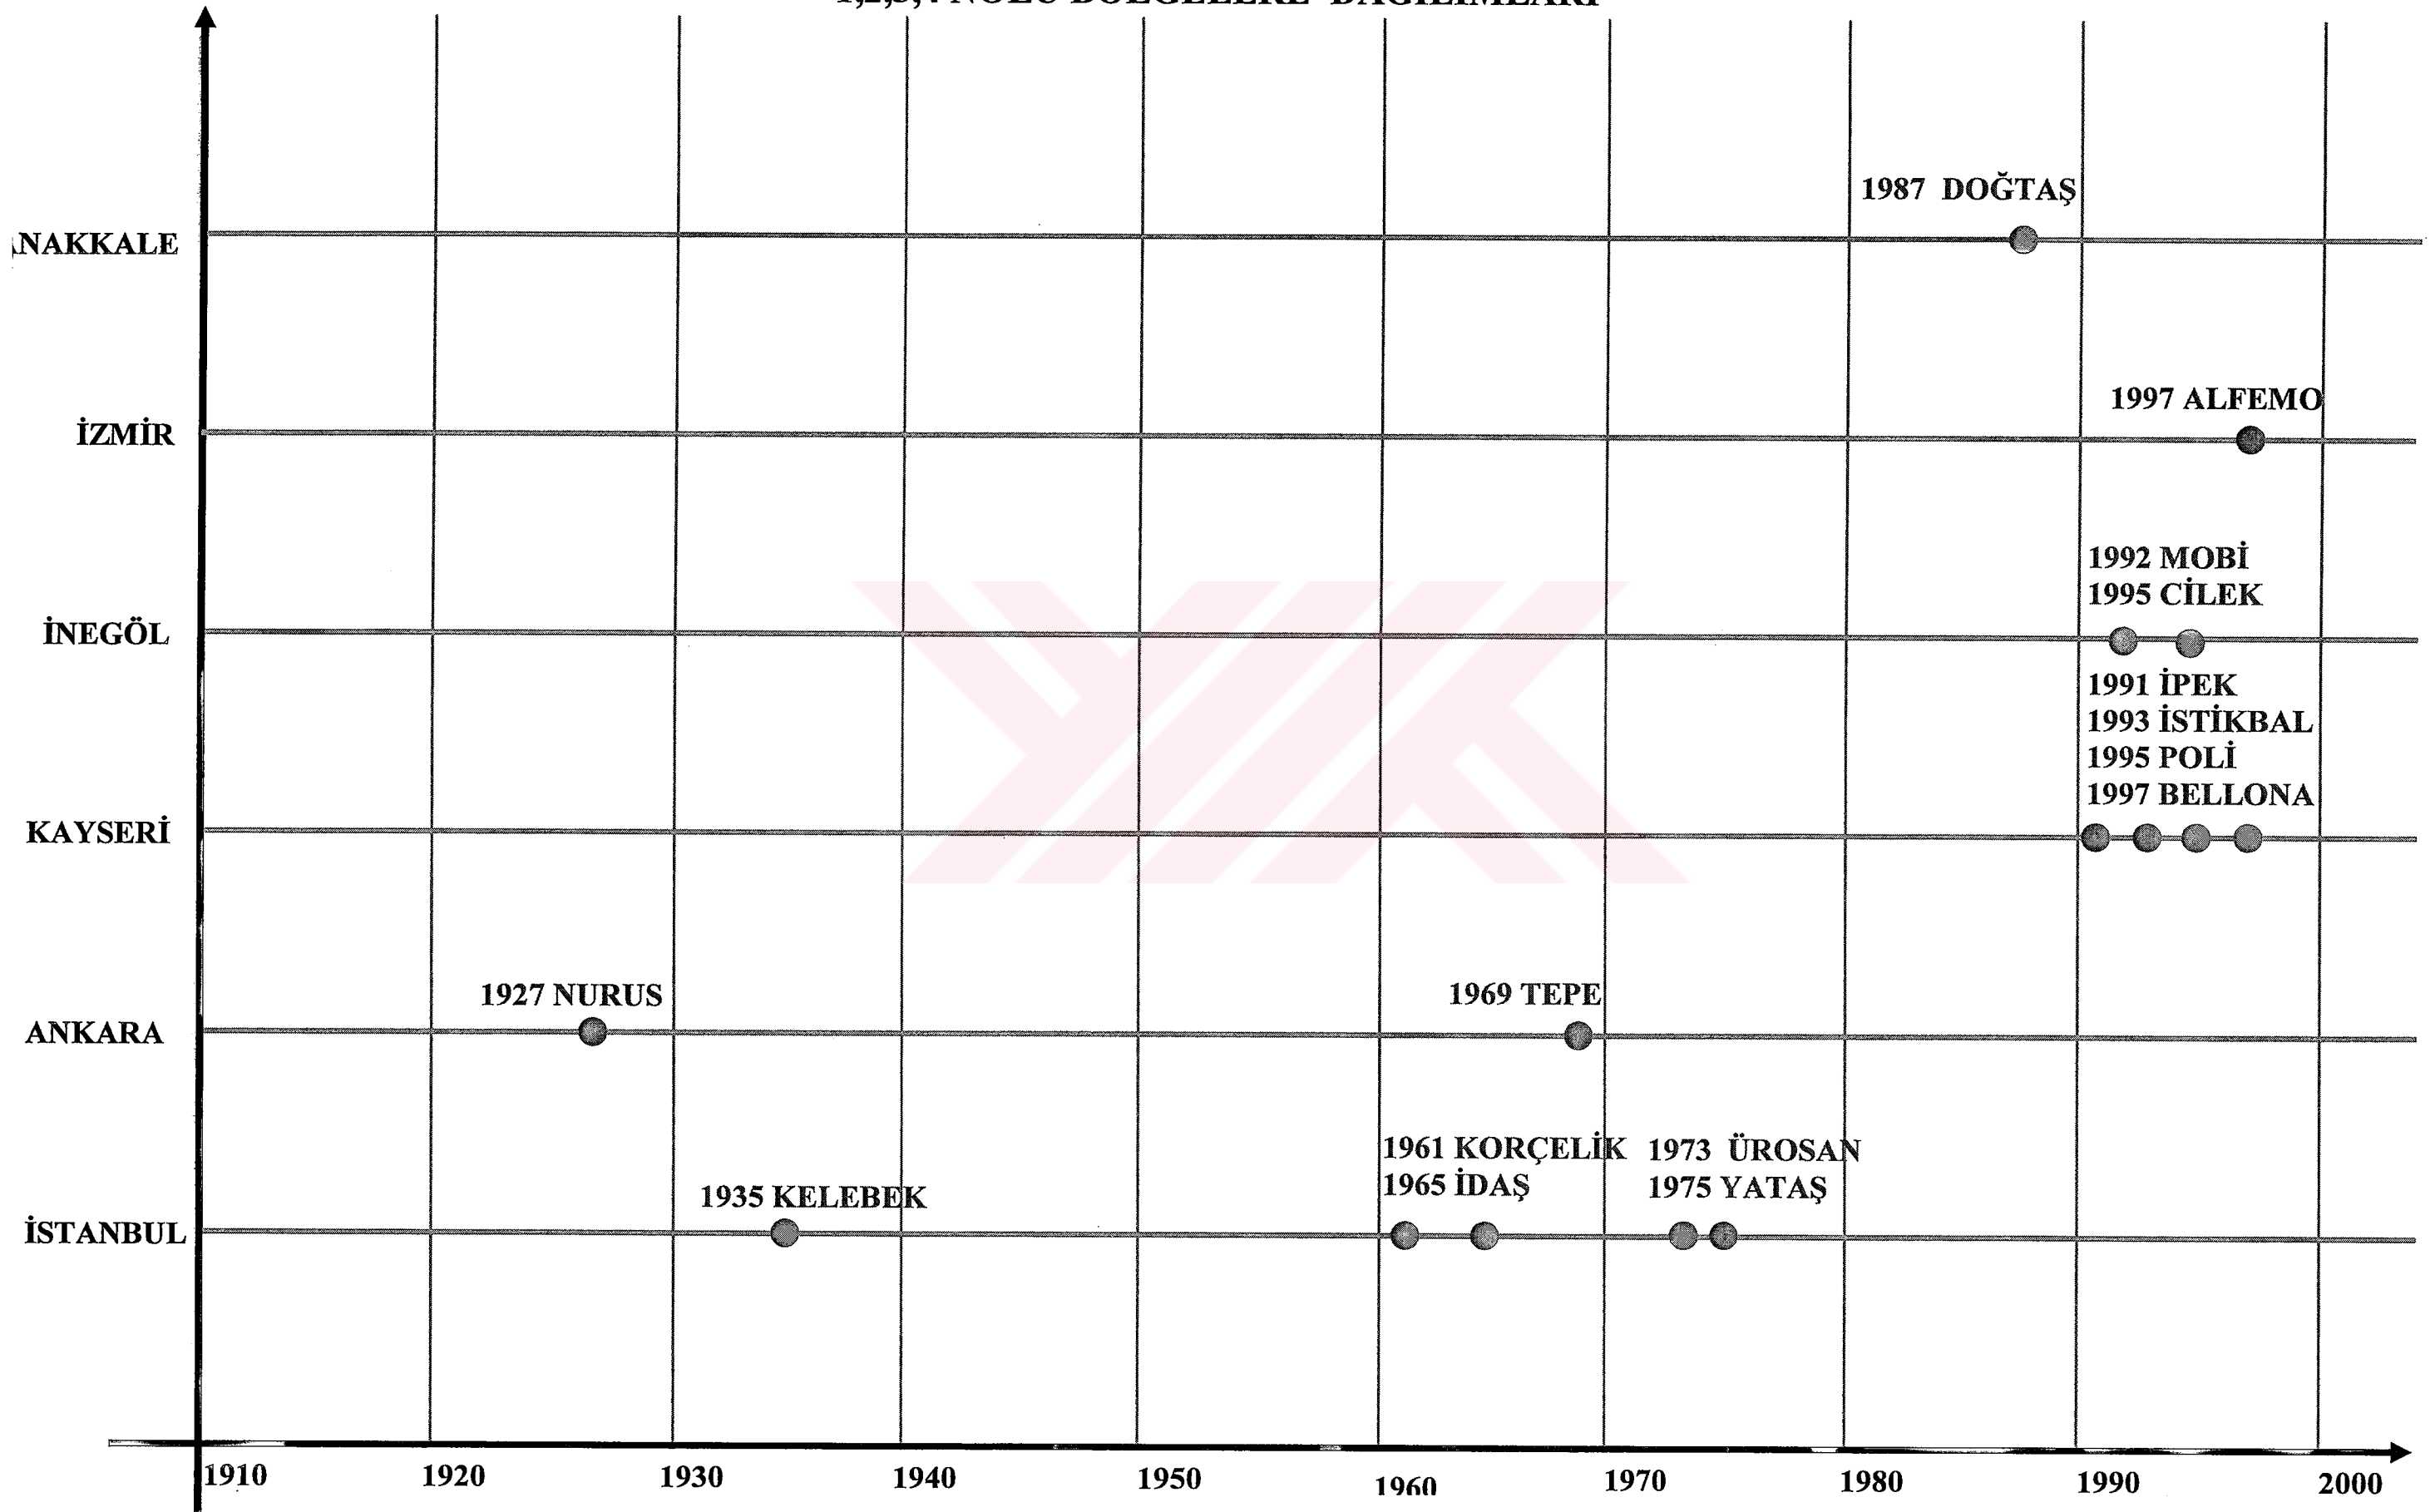 BÖLGELERE DAĞILIMLARI
1987 DOĞTAŞ
NAKKALE
1997 ALFEMO
İZMİR
1992 MOBİ
1995 CİLEK
İNEGÖL
1991 İPEK
1993 İSTİKBAL
1995 POLİ
1997 BELLONA
KAYSERİ
1927 NURUS
1969 TEPE
ANKARA
1961 KORÇELİK
1965 İDAŞ
1973 ÜROSAN
1975 YATAŞ
1935 KELEBEK
İSTANBUL
1910 1920 1930 1940 1950 1960 1970 1980 1990 2000